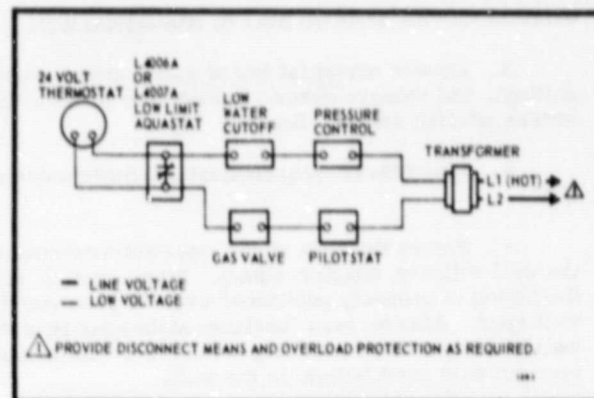 24 VOLT
THERMOSTAT
L4006A
OR
L4007A
LOW LIMIT
AQUASTAT
LOW
WATER
CUTOFF
PRESSURE
CONTROL
TRANSFORMER
L1 (HOT)
L2
GAS VALVE
PILOTSTAT
LINE VOLTAGE
LOW VOLTAGE
PROVIDE DISCONNECT MEANS AND OVERLOAD PROTECTION AS REQUIRED.